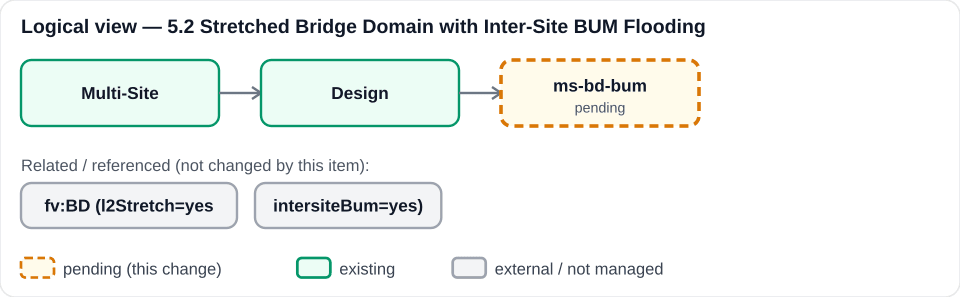 Logical view — 5.2 Stretched Bridge Domain with Inter-Site BUM Flooding
Multi-Site
Design
ms-bd-bum
pending
Related / referenced (not changed by this item):
fv:BD (l2Stretch=yes
intersiteBum=yes)
pending (this change)
existing
external / not managed